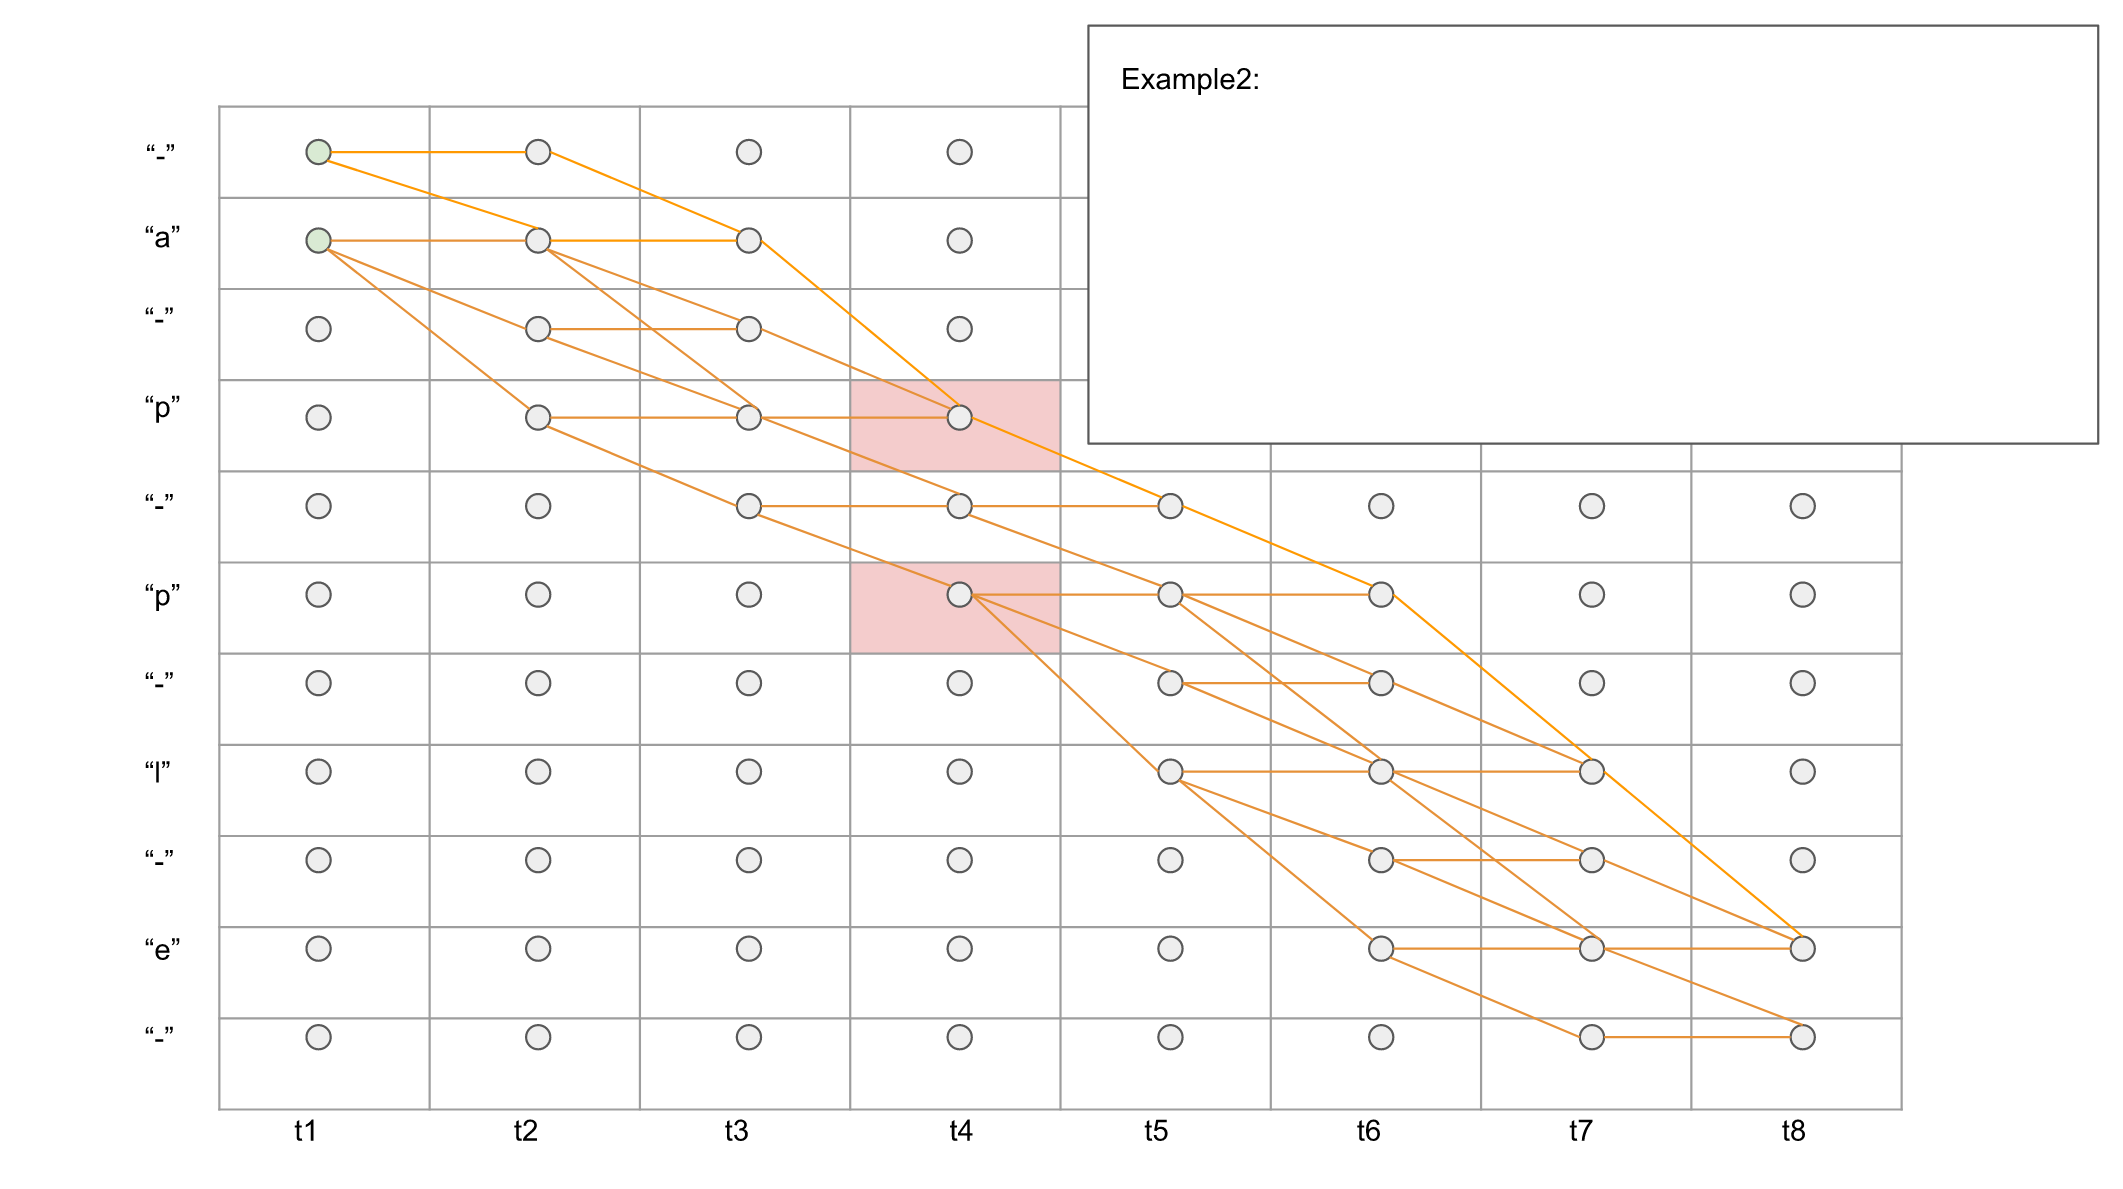 Example2:
“-”
“a”
“-”
“p”
“-”
“p”
“-”
“l”
“-”
“e”
“-”
t1 t2 t3 t4 t5 t6 t7 t8